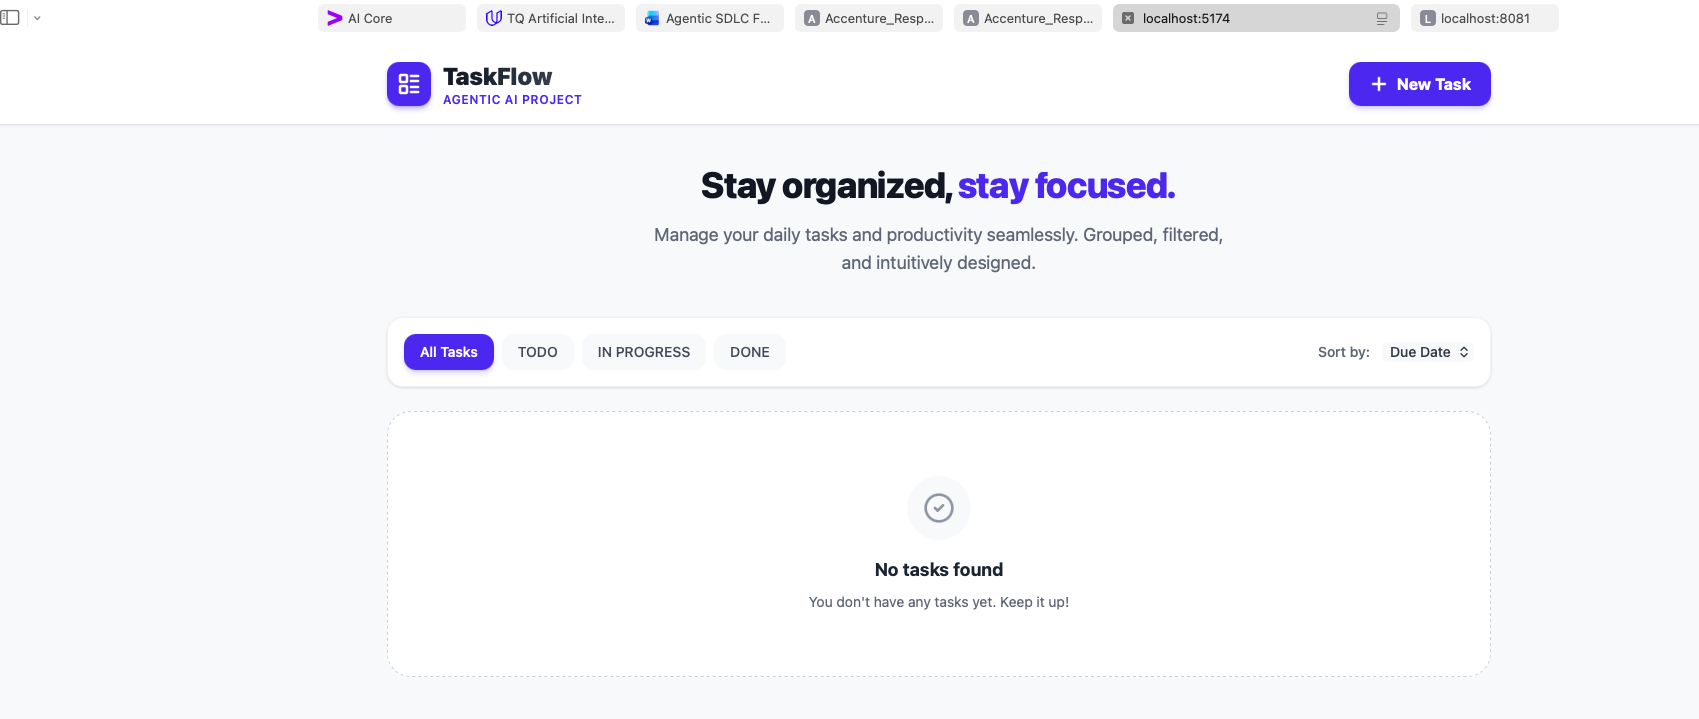 AI Core
TQ Artificial Inte...
Agentic SDLC F...
A Accenture_Resp...
A Accenture_Resp...
localhost:5174
L localhost:8081
TaskFlow
AGENTIC AI PROJECT
+ New Task
Stay organized, stay focused.
Manage your daily tasks and productivity seamlessly. Grouped, filtered,
and intuitively designed.
All Tasks TODO IN PROGRESS DONE Sort by: Due Date
No tasks found
You don't have any tasks yet. Keep it up!